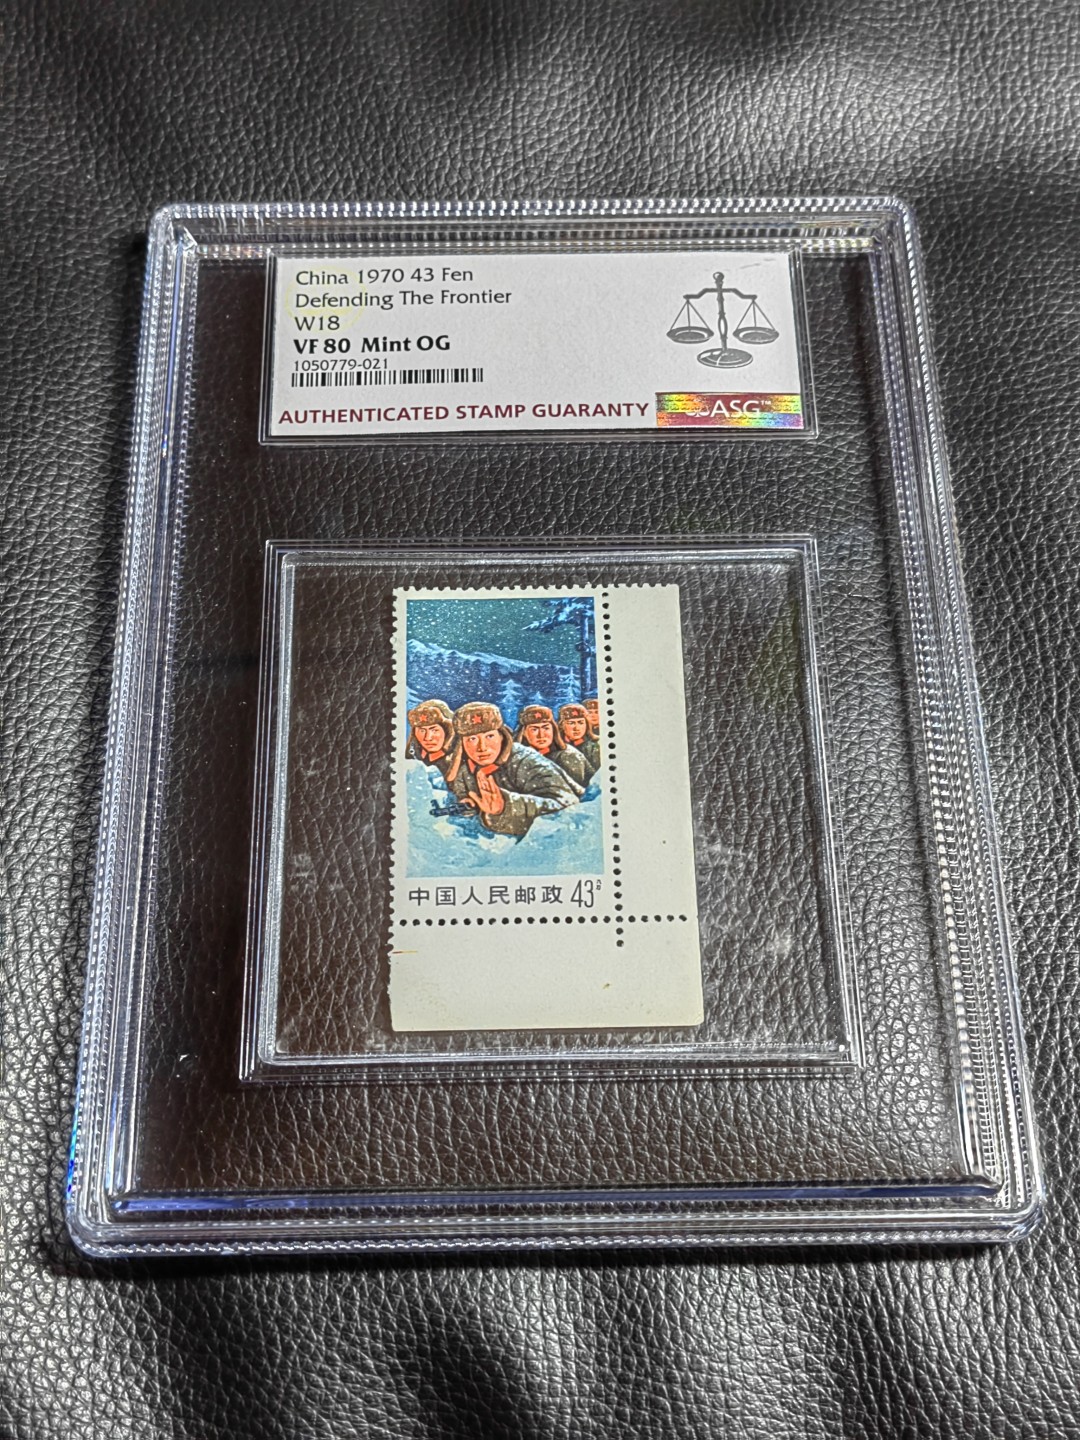 China 1970 43 Fen
Defending The Frontier
W18
VF 80 Mint OG
1050779-021
AUTHENTICATED STAMP GUARANTY
ASG™
中国人民邮政 43分